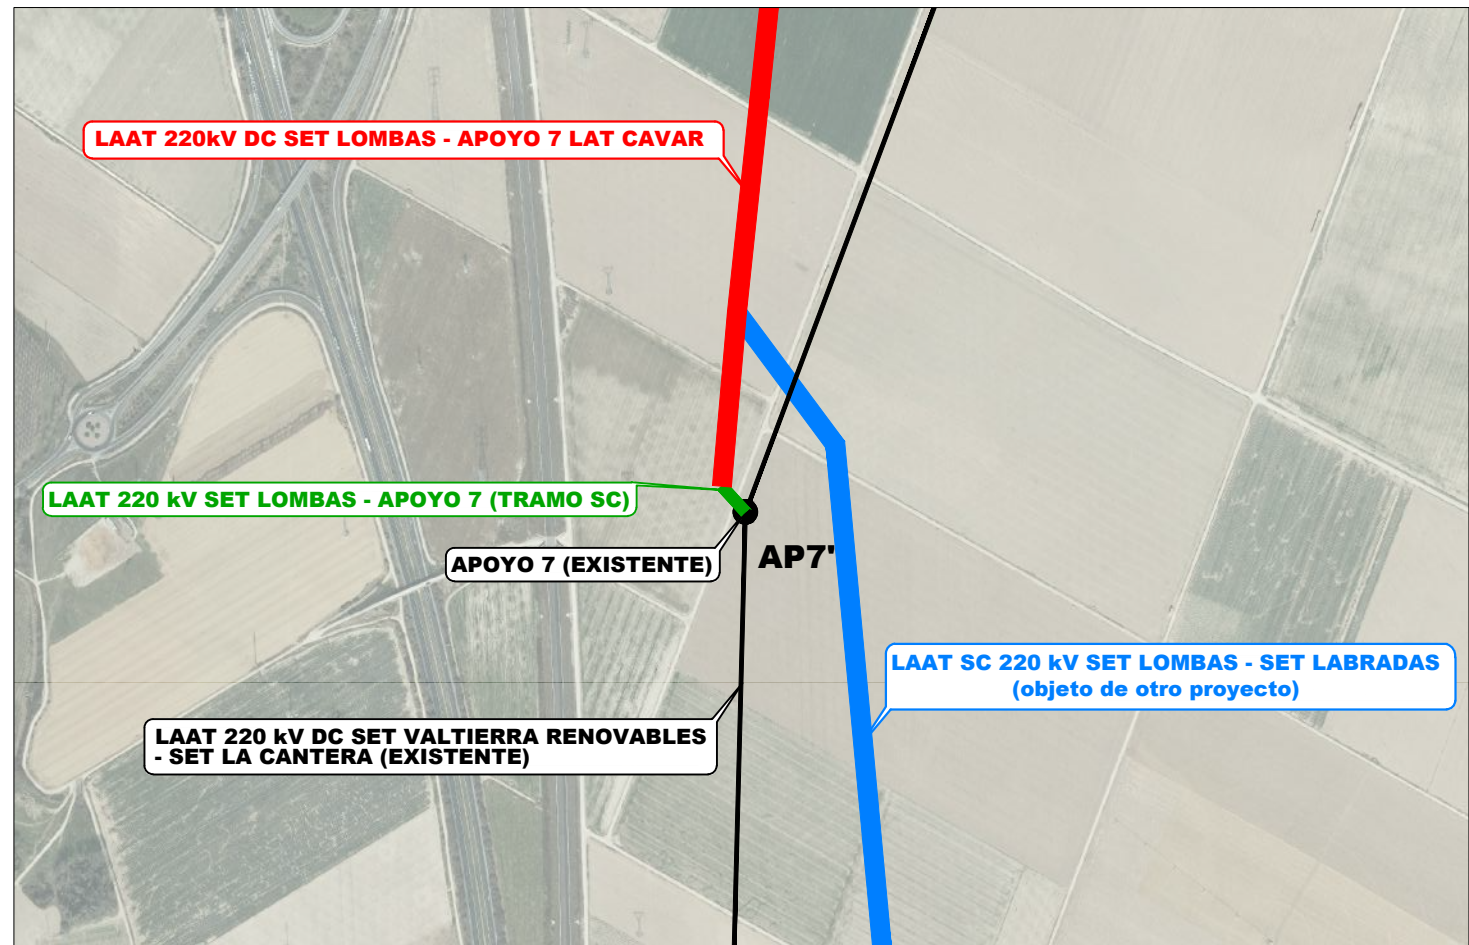 LAAT 220kV DC SET LOMBAS - APOYO 7 LAT CAVAR
LAAT 220 kV SET LOMBAS - APOYO 7 (TRAMO SC)
APOYO 7 (EXISTENTE)
AP7'
LAAT SC 220 kV SET LOMBAS - SET LABRADAS
(objeto de otro proyecto)
LAAT 220 kV DC SET VALTIERRA RENOVABLES
- SET LA CANTERA (EXISTENTE)